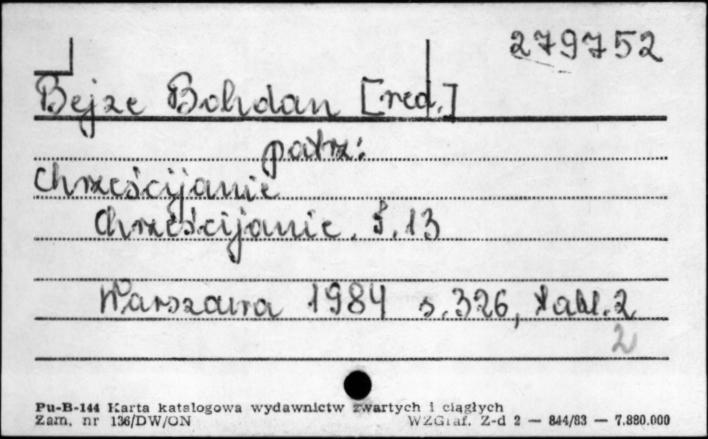 279752
Bejze Bohdan [red.]
patrz:
Chrześcijanie
Chrześcijanie. T. 13
Warszawa 1984 s. 326, tabl. 2
2
Pu-B-144 Karta katalogowa wydawnictw zwartych i ciągłych
Zam. nr 136/DW/ON WZGraf. Z-d 2 — 844/83 — 7.880.000